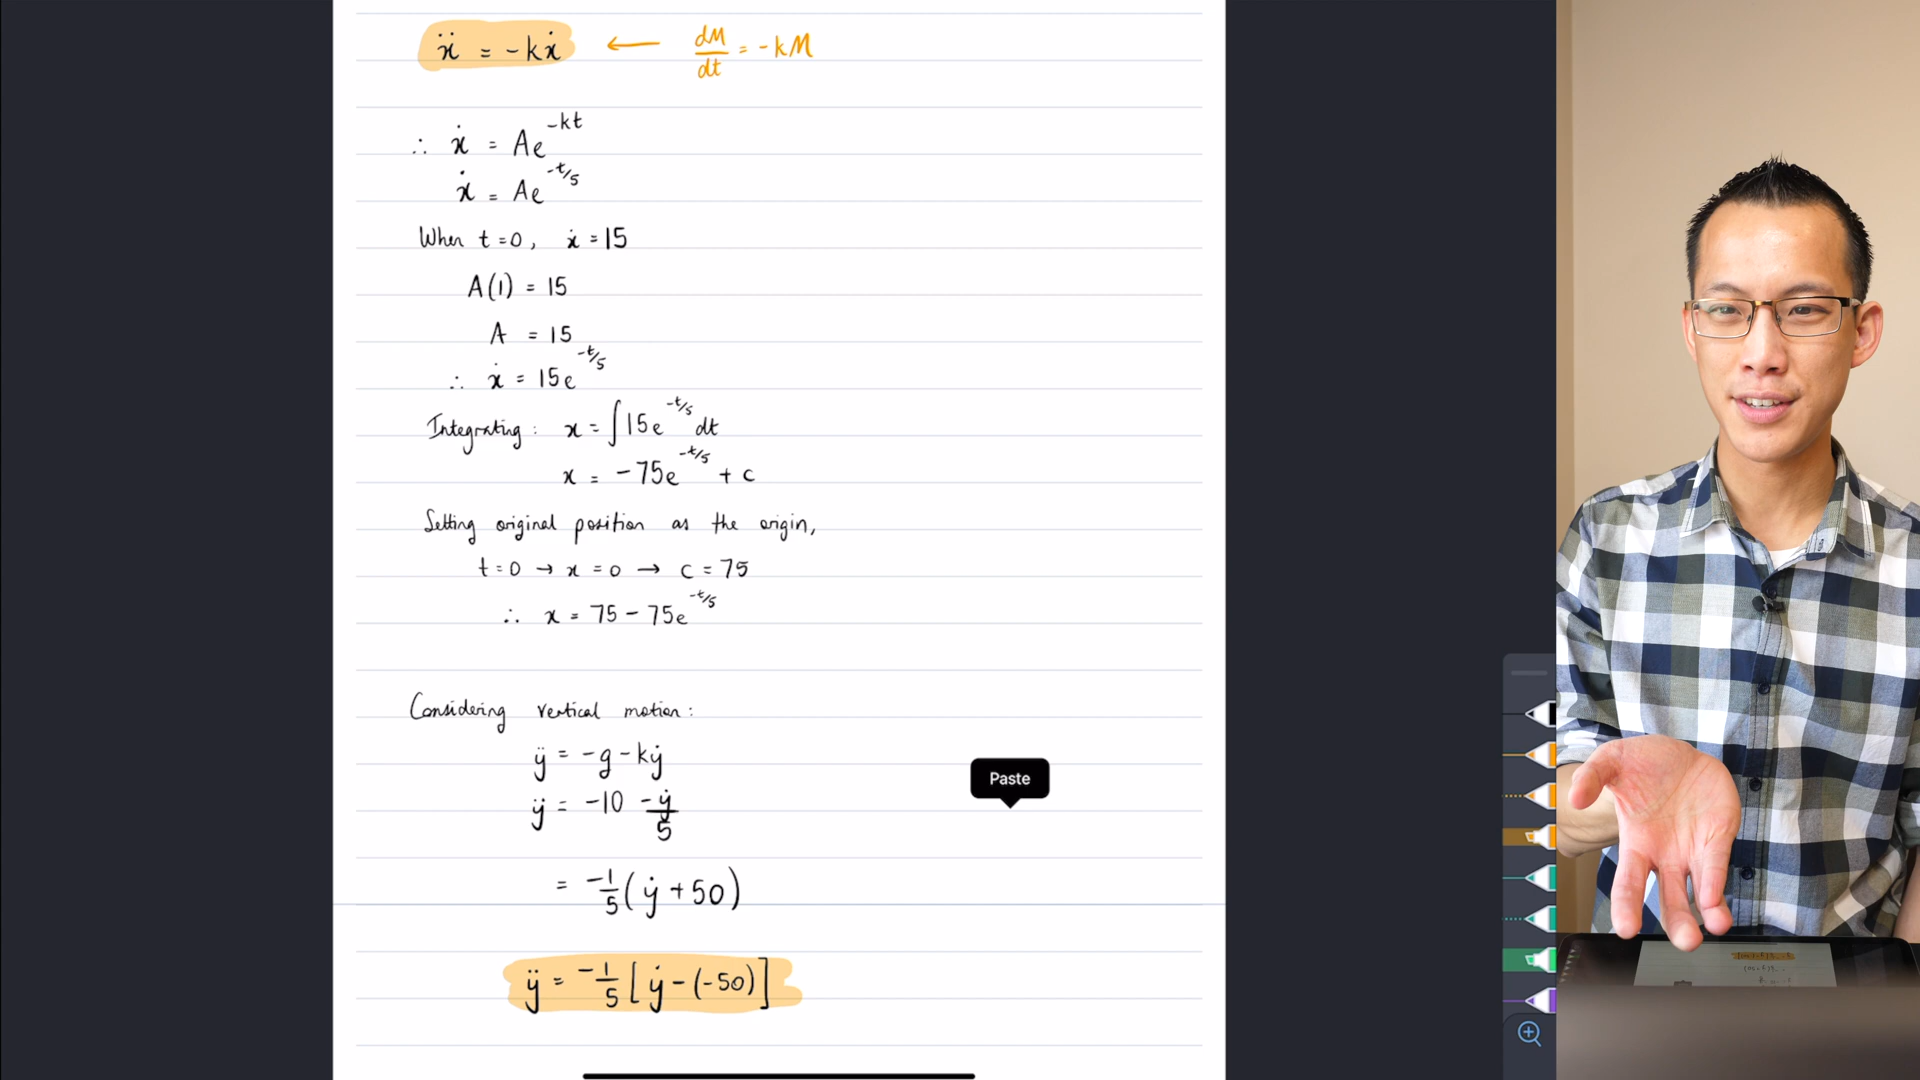 ẍ = -kẋ ← dM/dt = -kM
∴ ẋ = Ae^(-kt)
ẋ = Ae^(-t/5)
When t=0, ẋ=15
A(1) = 15
A = 15
∴ ẋ = 15e^(-t/5)
Integrating: x = ∫15e^(-t/5) dt
x = -75e^(-t/5) + c
Setting original position as the origin,
t=0 → x=0 → c=75
∴ x = 75 - 75e^(-t/5)
Considering vertical motion:
ÿ = -g - kẏ
Paste
ÿ = -10 - ẏ/5
= -1/5(ẏ+50)
ÿ = -1/5[ẏ-(-50)]